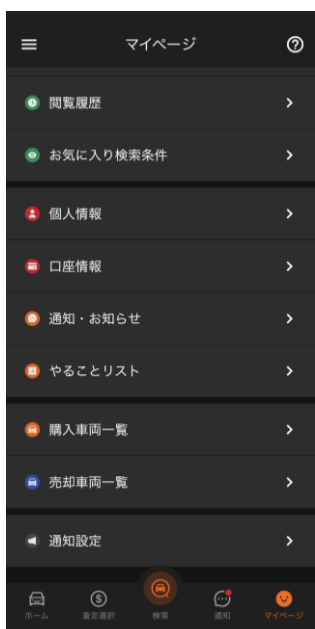 マイページ
閲覧履歴
お気に入り検索条件
個人情報
口座情報
通知・お知らせ
やることリスト
購入車両一覧
売却車両一覧
通知設定
ホーム 査定選択 検索 通知 マイページ